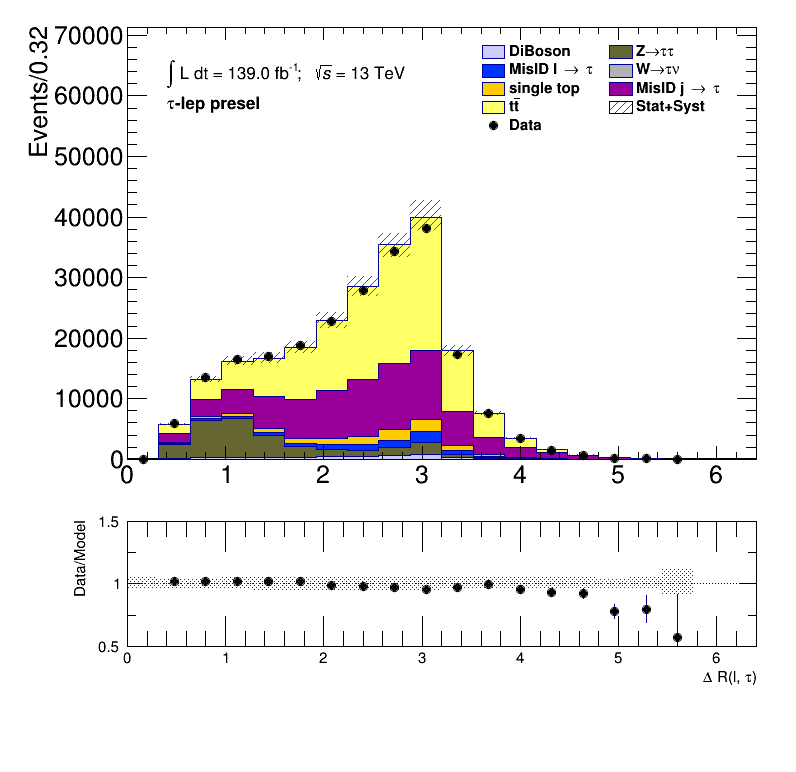 Events/0.32
70000
60000
50000
40000
30000
20000
10000
0
0 1 2 3 4 5 6
∫ L dt = 139.0 fb⁻¹; √s = 13 TeV
τ-lep presel
DiBoson
MisID l → τ
single top
tt̄
Data
Z→ττ
W→τν
MisID j → τ
Stat+Syst
Data/Model
1.5
1
0.5
0 1 2 3 4 5 6
Δ R(l, τ)